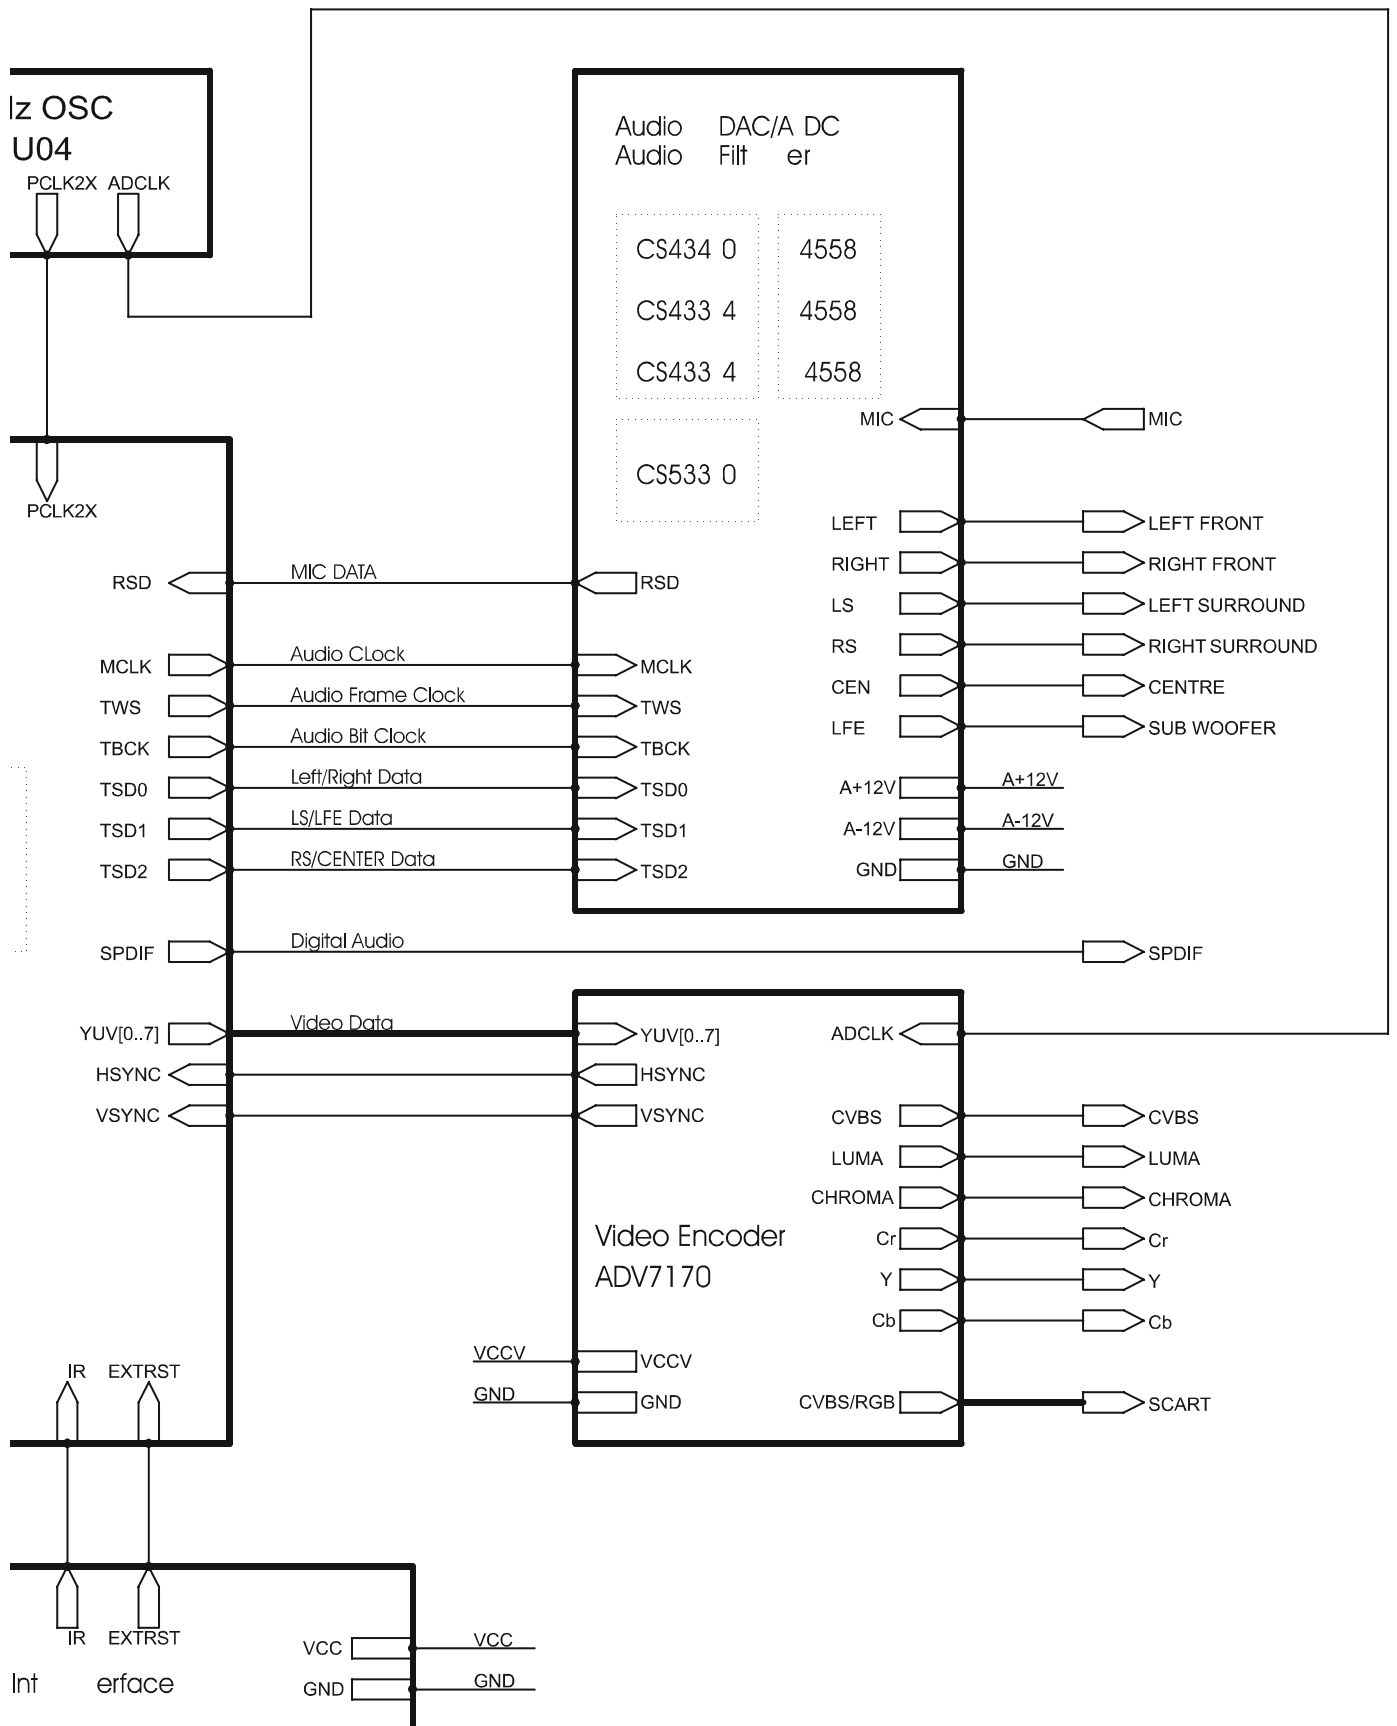 lz OSC
U04
PCLK2X ADCLK
PCLK2X
Audio DAC/A DC
Audio Filt er
CS434 0 4558
CS433 4 4558
CS433 4 4558
CS533 0
MIC MIC
LEFT LEFT FRONT
RIGHT RIGHT FRONT
LS LEFT SURROUND
RS RIGHT SURROUND
CEN CENTRE
LFE SUB WOOFER
A+12V A+12V
A-12V A-12V
GND GND
RSD MIC DATA RSD
MCLK Audio CLock MCLK
TWS Audio Frame Clock TWS
TBCK Audio Bit Clock TBCK
TSD0 Left/Right Data TSD0
TSD1 LS/LFE Data TSD1
TSD2 RS/CENTER Data TSD2
SPDIF Digital Audio SPDIF
YUV[0..7] Video Data YUV[0..7] ADCLK
HSYNC HSYNC
VSYNC VSYNC
CVBS CVBS
LUMA LUMA
CHROMA CHROMA
Cr Cr
Y Y
Cb Cb
Video Encoder
ADV7170
VCCV VCCV
GND GND
CVBS/RGB SCART
IR EXTRST
IR EXTRST
VCC VCC
GND GND
Int erface